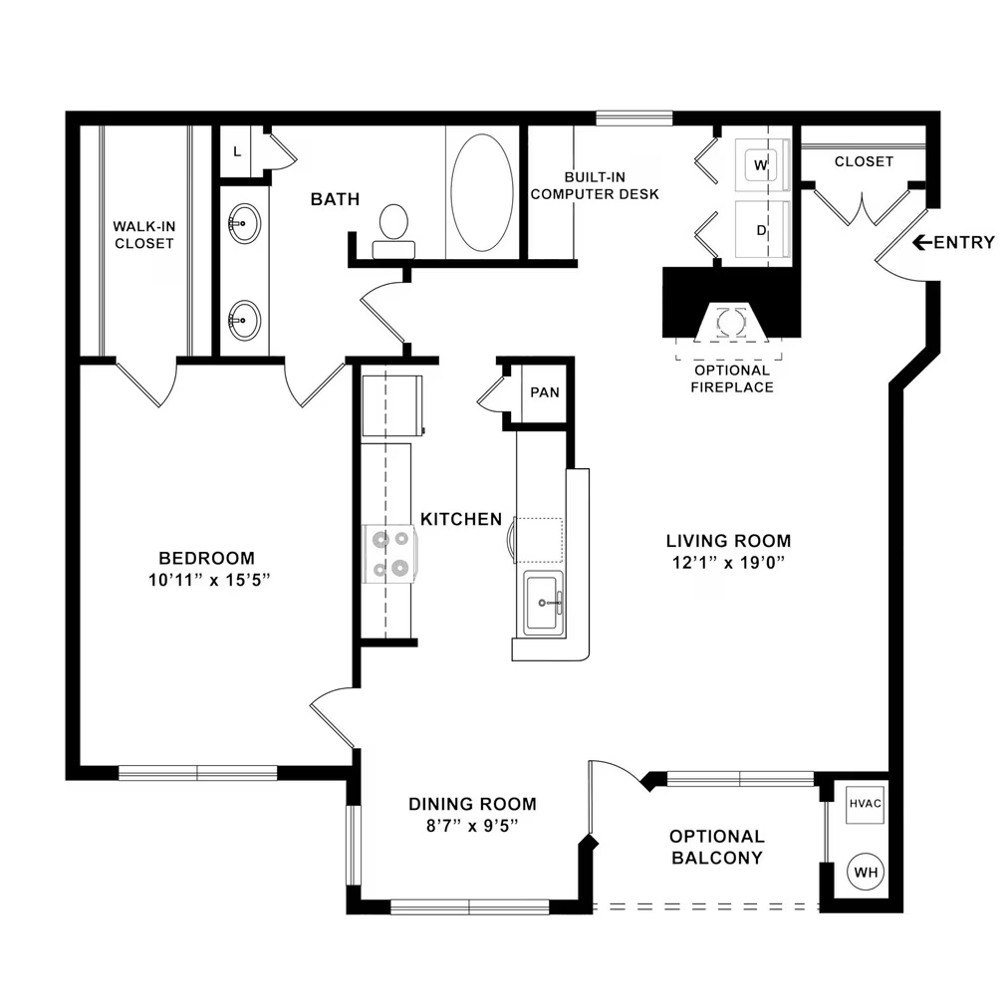 L
BATH
WALK-IN
CLOSET
BUILT-IN
COMPUTER DESK
W
D
CLOSET
ENTRY
OPTIONAL
FIREPLACE
PAN
KITCHEN
LIVING ROOM
12'1" x 19'0"
BEDROOM
10'11" x 15'5"
DINING ROOM
8'7" x 9'5"
OPTIONAL
BALCONY
HVAC
WH